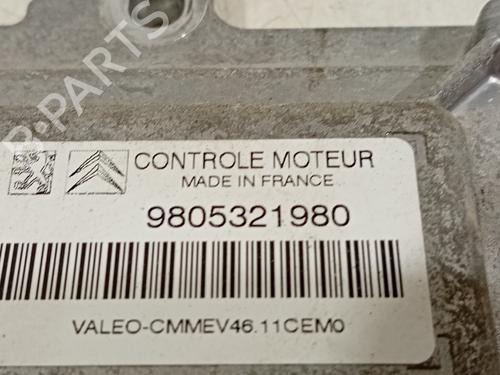 B-PARTS
CONTROLE MOTEUR
MADE IN FRANCE
9805321980
VALEO-CMMEV46.11CEM0